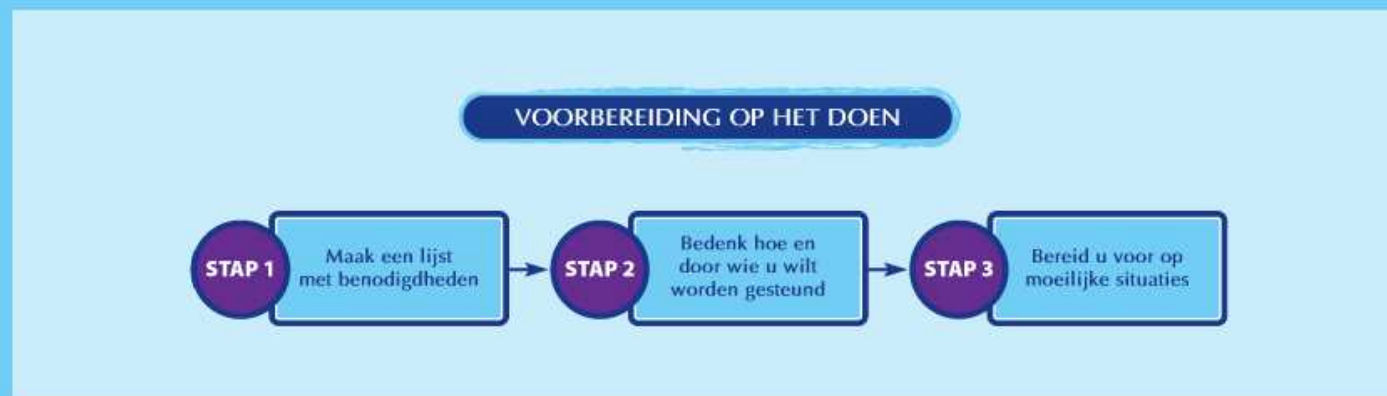 VOORBEREIDING OP HET DOEN
STAP 1
Maak een lijst
met benodigdheden
STAP 2
Bedenk hoe en
door wie u wilt
worden gesteund
STAP 3
Bereid u voor op
moeilijke situaties